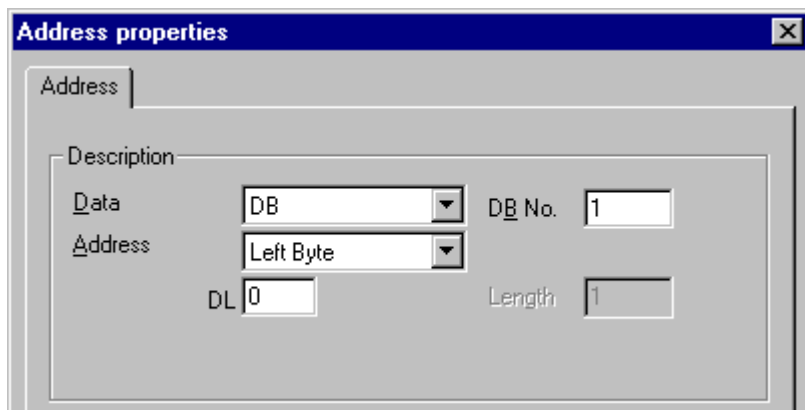 Address properties
Address
Description
Data DB DB No. 1
Address Left Byte
DL 0 Length 1